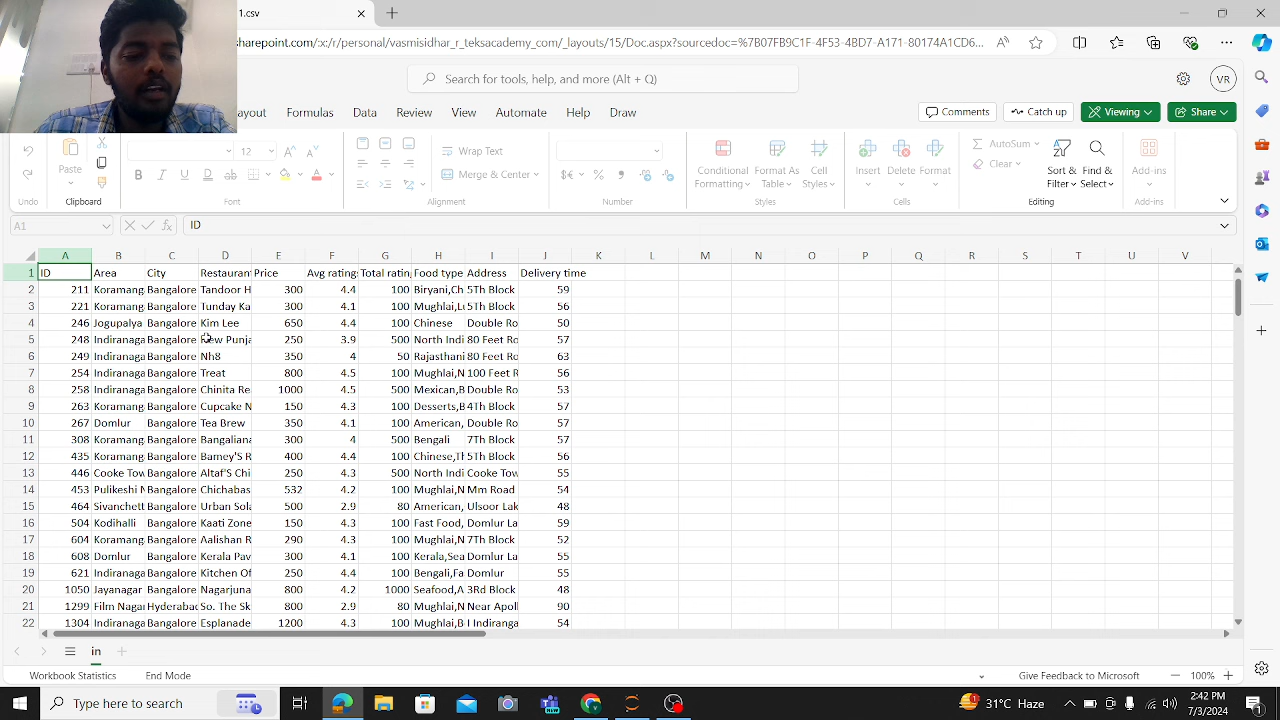 1.csv
sharepoint.com/:x:/r/personal/vasmisidhar_r_teksacademy_com/_layouts/15/Doc.aspx?sourcedoc=%7B07FB9C1F-4F53-4BD7-A171-80174A1CD6...
Search for tools, help, and more (Alt + Q)
VR
ayout Formulas Data Review View Automate Help Draw
Comments Catch up Viewing Share
Paste 12 Wrap Text Merge & Center Conditional Formatting Format As Table Cell Styles Insert Delete Format AutoSum Clear Sort & Filter Find & Select Add-ins
Undo Clipboard Font Alignment Number Styles Cells Editing Add-ins
A1 ID
A B C D E F G H I J K L M N O P Q R S T U V
1 ID Area City Restauran Price Avg ratings Total rating Food type Address Delivery time
2 211 Koramang Bangalore Tandoor H 300 4.4 100 Biryani,Ch 5Th Block 59
3 221 Koramang Bangalore Tunday Ka 300 4.1 100 Mughlai,Lu 5Th Block 56
4 246 Jogupalya Bangalore Kim Lee 650 4.4 100 Chinese Double Ro 50
5 248 Indiranaga Bangalore New Punja 250 3.9 500 North Indi 80 Feet Ro 57
6 249 Indiranaga Bangalore Nh8 350 4 50 Rajasthani 80 Feet Ro 63
7 254 Indiranaga Bangalore Treat 800 4.5 100 Mughlai,N 100 Feet R 56
8 258 Indiranaga Bangalore Chinita Re 1000 4.5 500 Mexican,B Double Ro 53
9 263 Koramang Bangalore Cupcake N 150 4.3 100 Desserts,B 4Th Block 57
10 267 Domlur Bangalore Tea Brew 350 4.1 100 American, Double Ro 57
11 308 Koramang Bangalore Bangaliana 300 4 500 Bengali 7Th Block 57
12 435 Koramang Bangalore Barney'S R 400 4.4 100 Chinese,Th 5Th Block 56
13 446 Cooke Tow Bangalore Altaf'S Chi 250 4.3 500 North Indi Cooke Tow 55
14 453 Pulikeshi N Bangalore Chichabas 532 4.2 100 Mughlai,N Mm Road 54
15 464 Sivanchett Bangalore Urban Sola 500 2.9 80 American, Ulsoor Lak 48
16 504 Kodihalli Bangalore Kaati Zone 150 4.3 100 Fast Food, Domlur La 59
17 604 Koramang Bangalore Aalishan R 290 4.3 100 Mughlai,N 7Th Block 52
18 608 Domlur Bangalore Kerala Pav 300 4.1 100 Kerala,Sea Domlur La 55
19 621 Indiranaga Bangalore Kitchen Of 250 4.4 100 Bengali,Fa Domlur 55
20 1050 Jayanagar Bangalore Nagarjuna 800 4.2 1000 Seafood,A 3Rd Block 48
21 1299 Film Nagar Hyderabad So. The Sk 800 2.9 80 Mughlai,N Near Apol 90
22 1304 Indiranaga Bangalore Esplanade 1200 4.3 100 Mughlai,B I Indiranga 54
in
Workbook Statistics End Mode Give Feedback to Microsoft 100%
Type here to search 31°C Haze 2:42 PM
7/3/2024